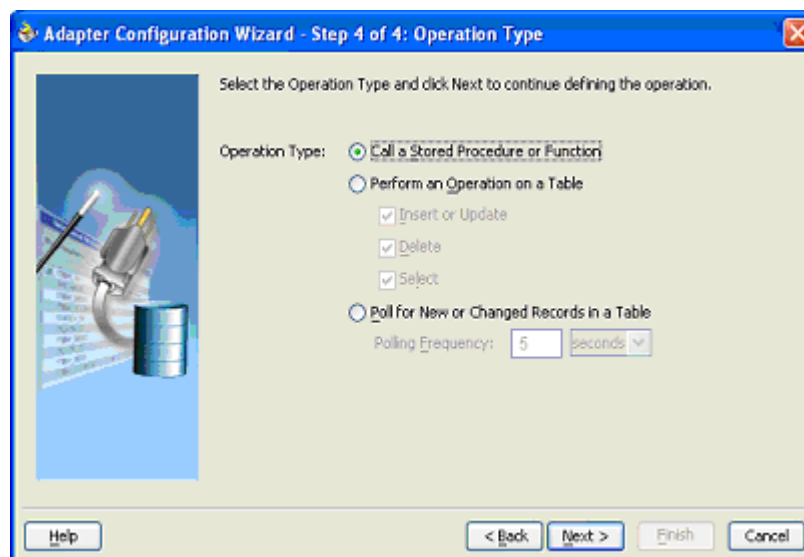 Adapter Configuration Wizard - Step 4 of 4: Operation Type
Select the Operation Type and click Next to continue defining the operation.
Operation Type: Call a Stored Procedure or Function
Perform an Operation on a Table
Insert or Update
Delete
Select
Poll for New or Changed Records in a Table
Polling Frequency: 5 seconds
Help < Back Next > Finish Cancel